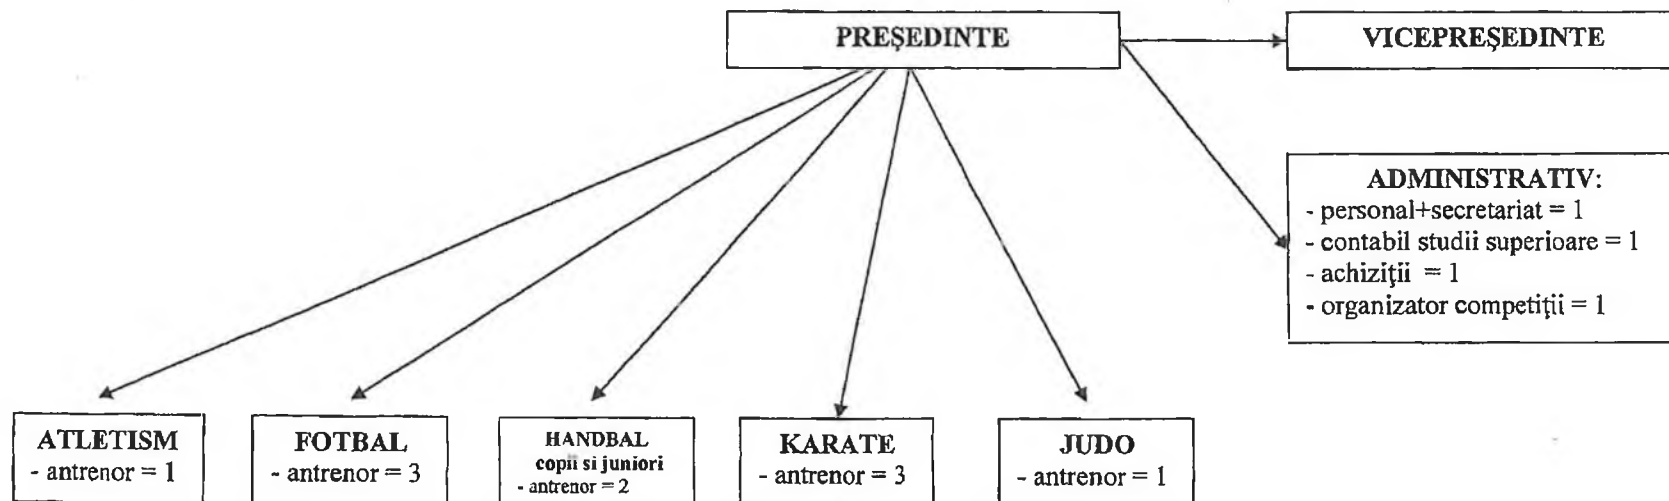 PREŞEDINTE
VICEPREŞEDINTE
ADMINISTRATIV:
- personal+secretariat = 1
- contabil studii superioare = 1
- achiziţii = 1
- organizator competiţii = 1
ATLETISM
- antrenor = 1
FOTBAL
- antrenor = 3
HANDBAL
copii si juniori
- antrenor = 2
KARATE
- antrenor = 3
JUDO
- antrenor = 1